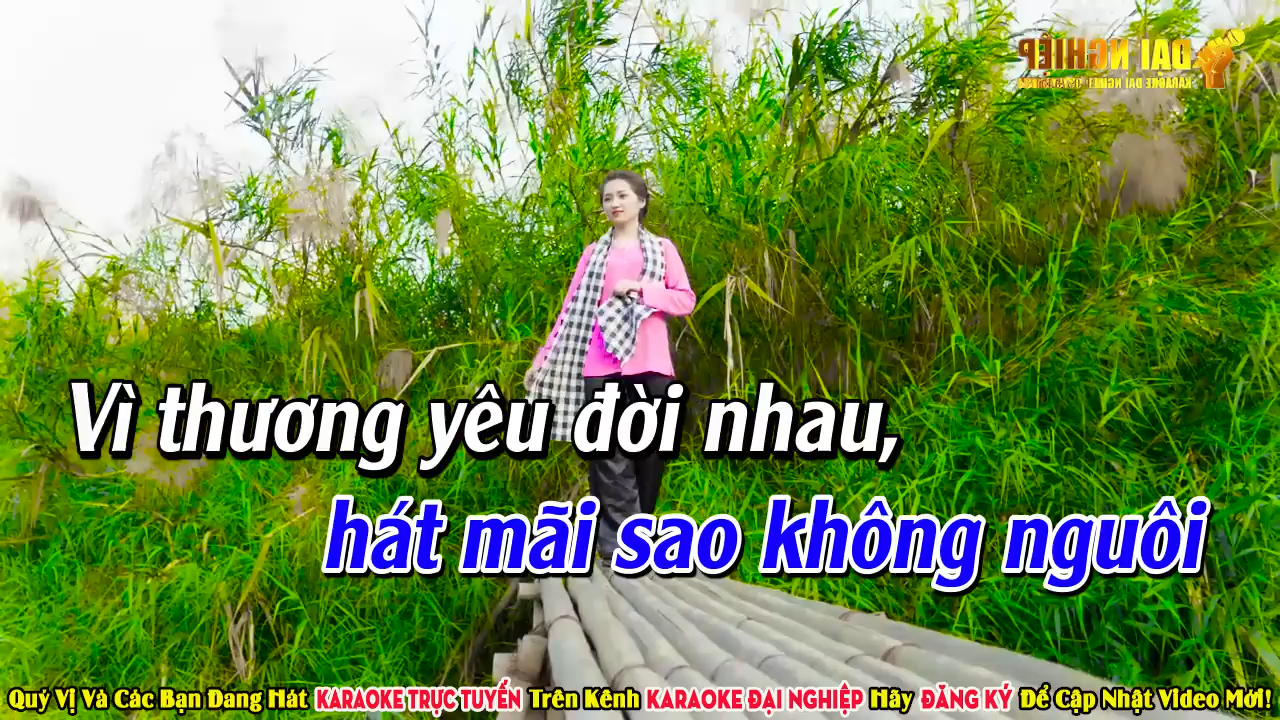 ĐẠI NGHIỆP
Vì thương yêu đời nhau,
hát mãi sao không nguôi
Quý Vị Và Các Bạn Đang Hát KARAOKE TRỰC TUYẾN Trên Kênh KARAOKE ĐẠI NGHIỆP Hãy ĐĂNG KÝ Để Cập Nhật Video Mới!